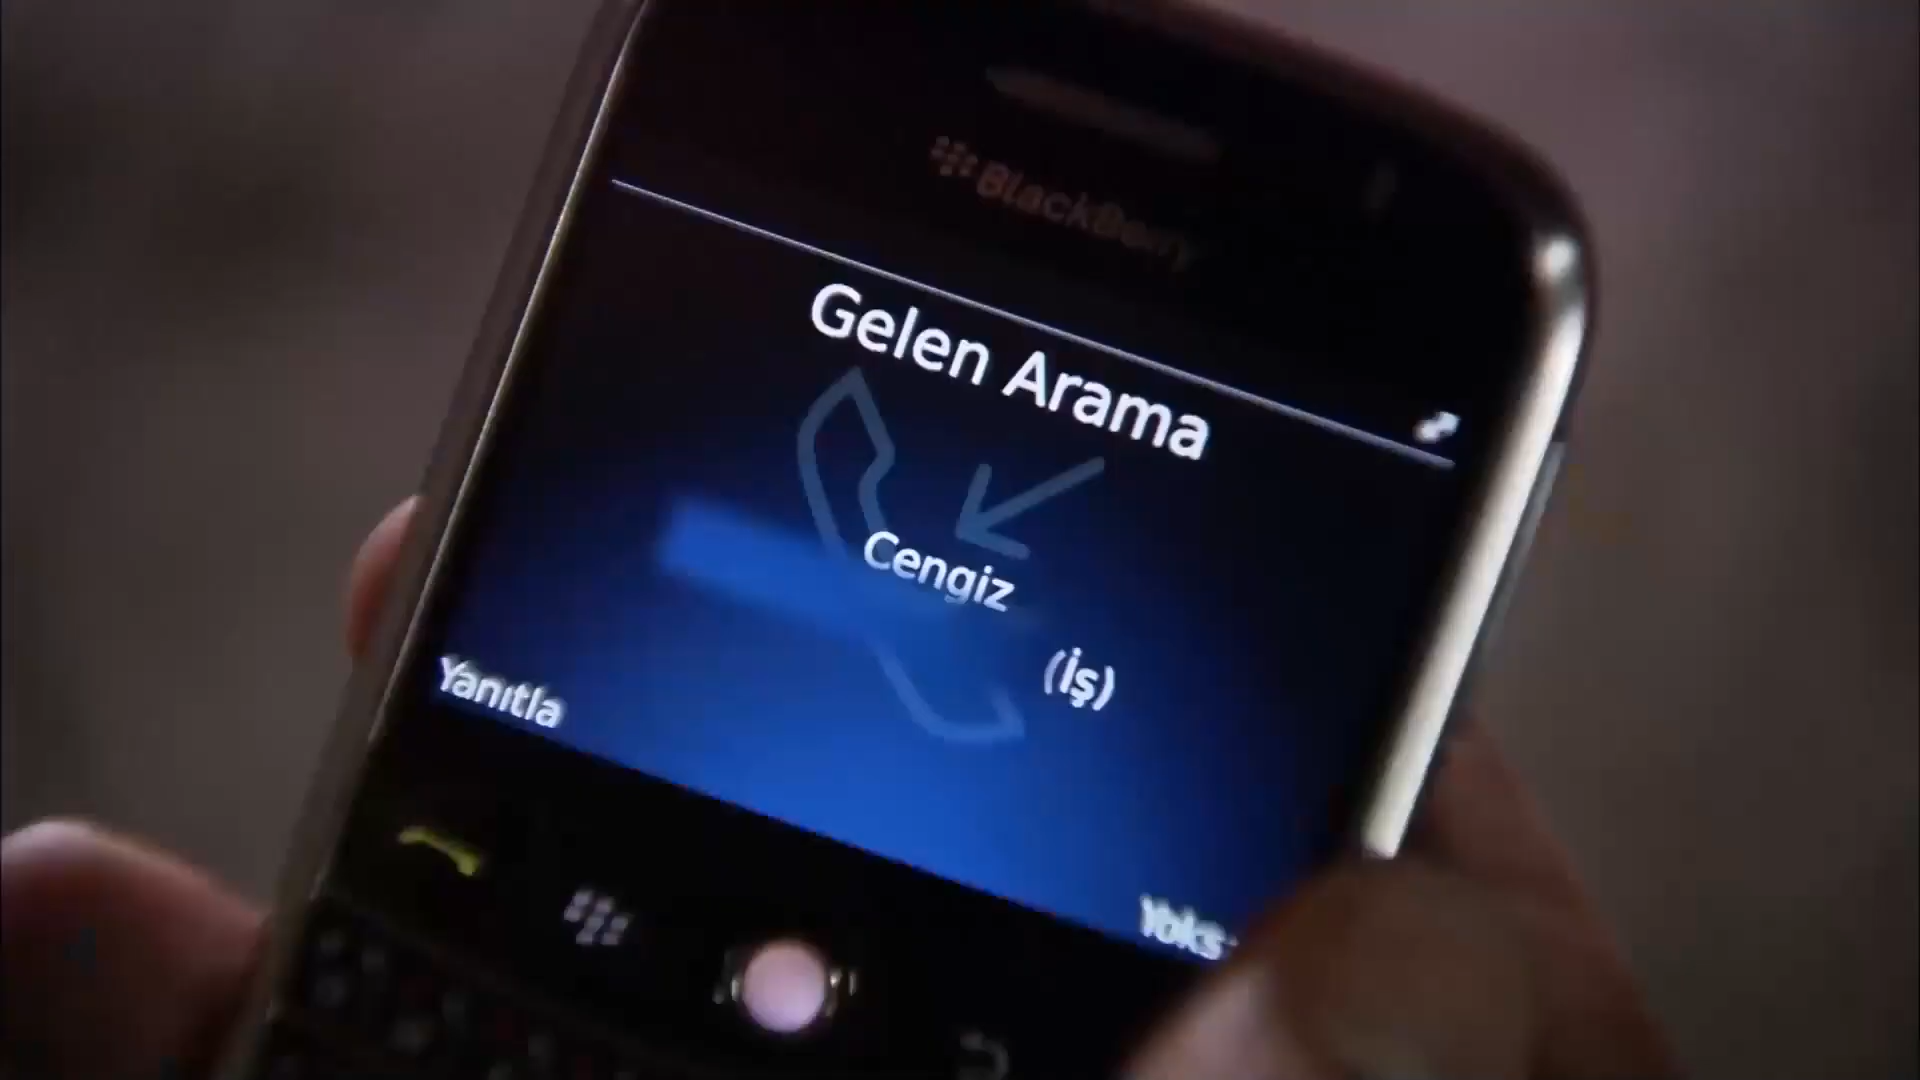 BlackBerry
Gelen Arama
Cengiz
(İş)
Yanıtla